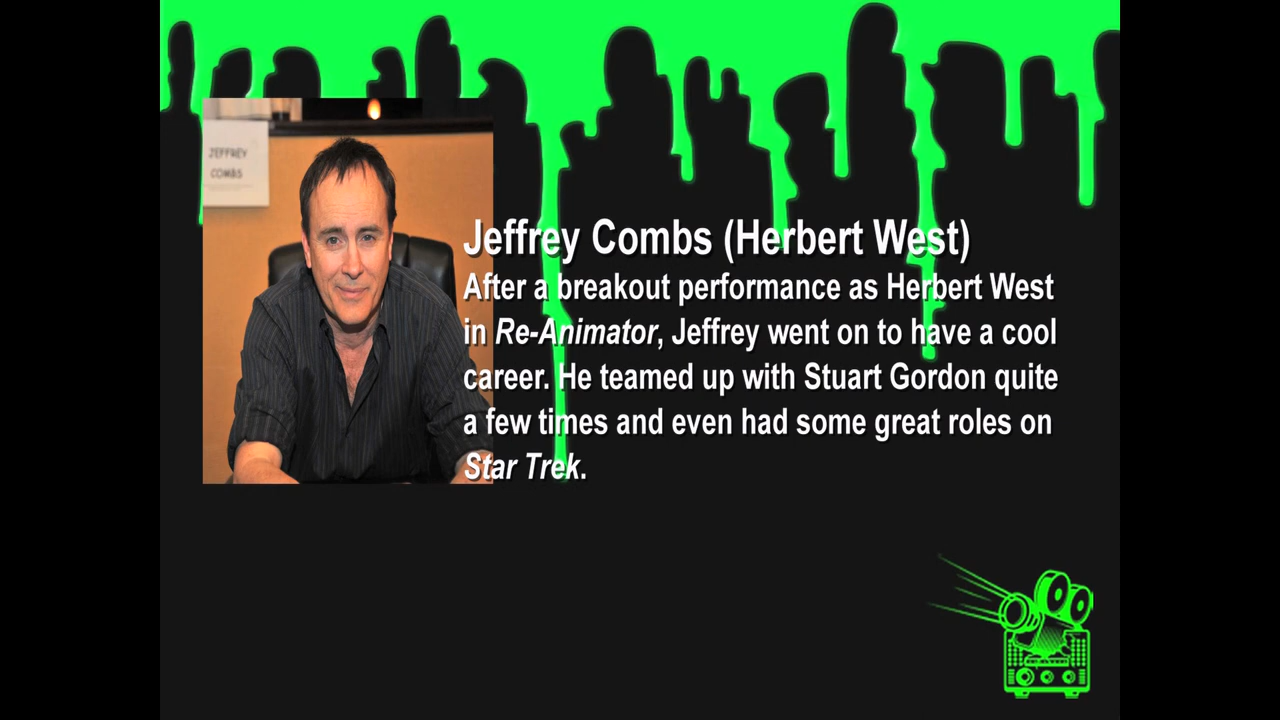 JEFFREY
COMBS
Jeffrey Combs (Herbert West)
After a breakout performance as Herbert West
in Re-Animator, Jeffrey went on to have a cool
career. He teamed up with Stuart Gordon quite
a few times and even had some great roles on
Star Trek.